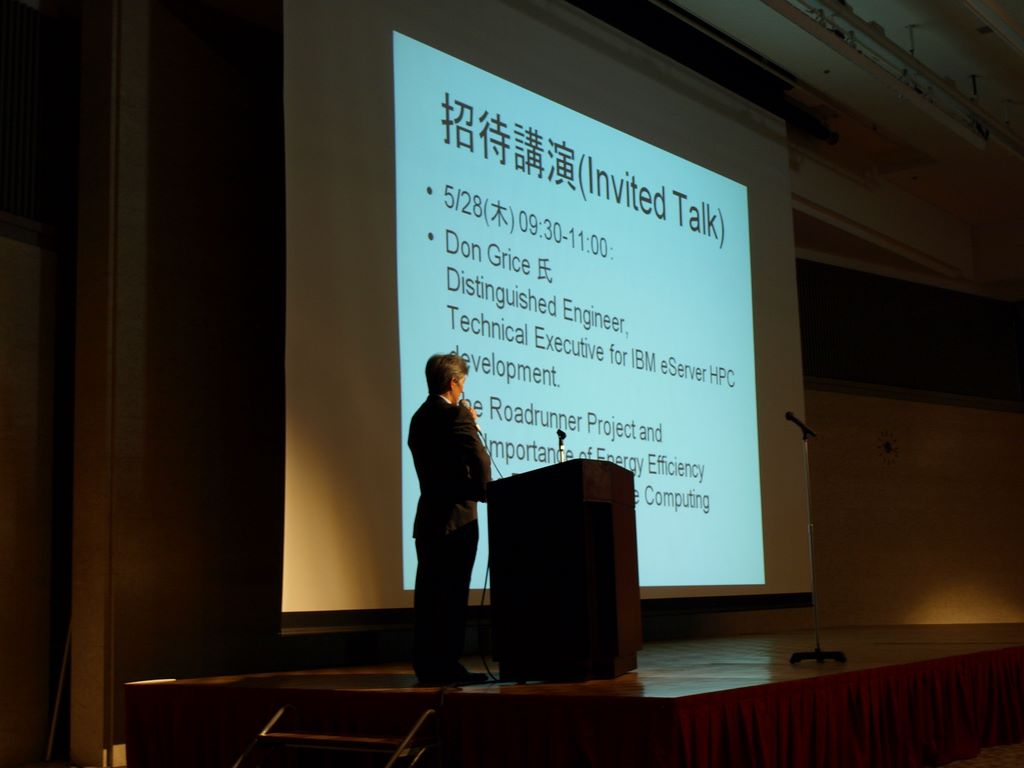 招待講演(Invited Talk)
• 5/28(木) 09:30-11:00:
• Don Grice 氏
Distinguished Engineer,
Technical Executive for IBM eServer HPC
development.
Roadrunner Project and
Importance of Energy Efficiency
Computing